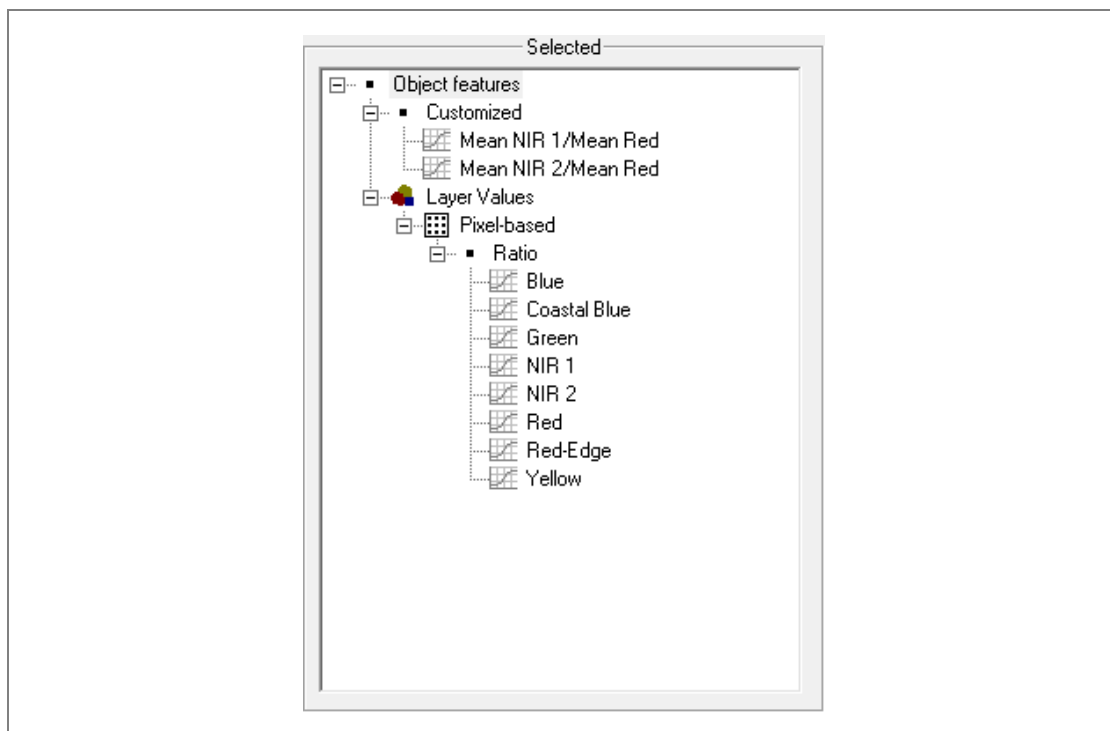 Selected
Object features
Customized
Mean NIR 1/Mean Red
Mean NIR 2/Mean Red
Layer Values
Pixel-based
Ratio
Blue
Coastal Blue
Green
NIR 1
NIR 2
Red
Red-Edge
Yellow